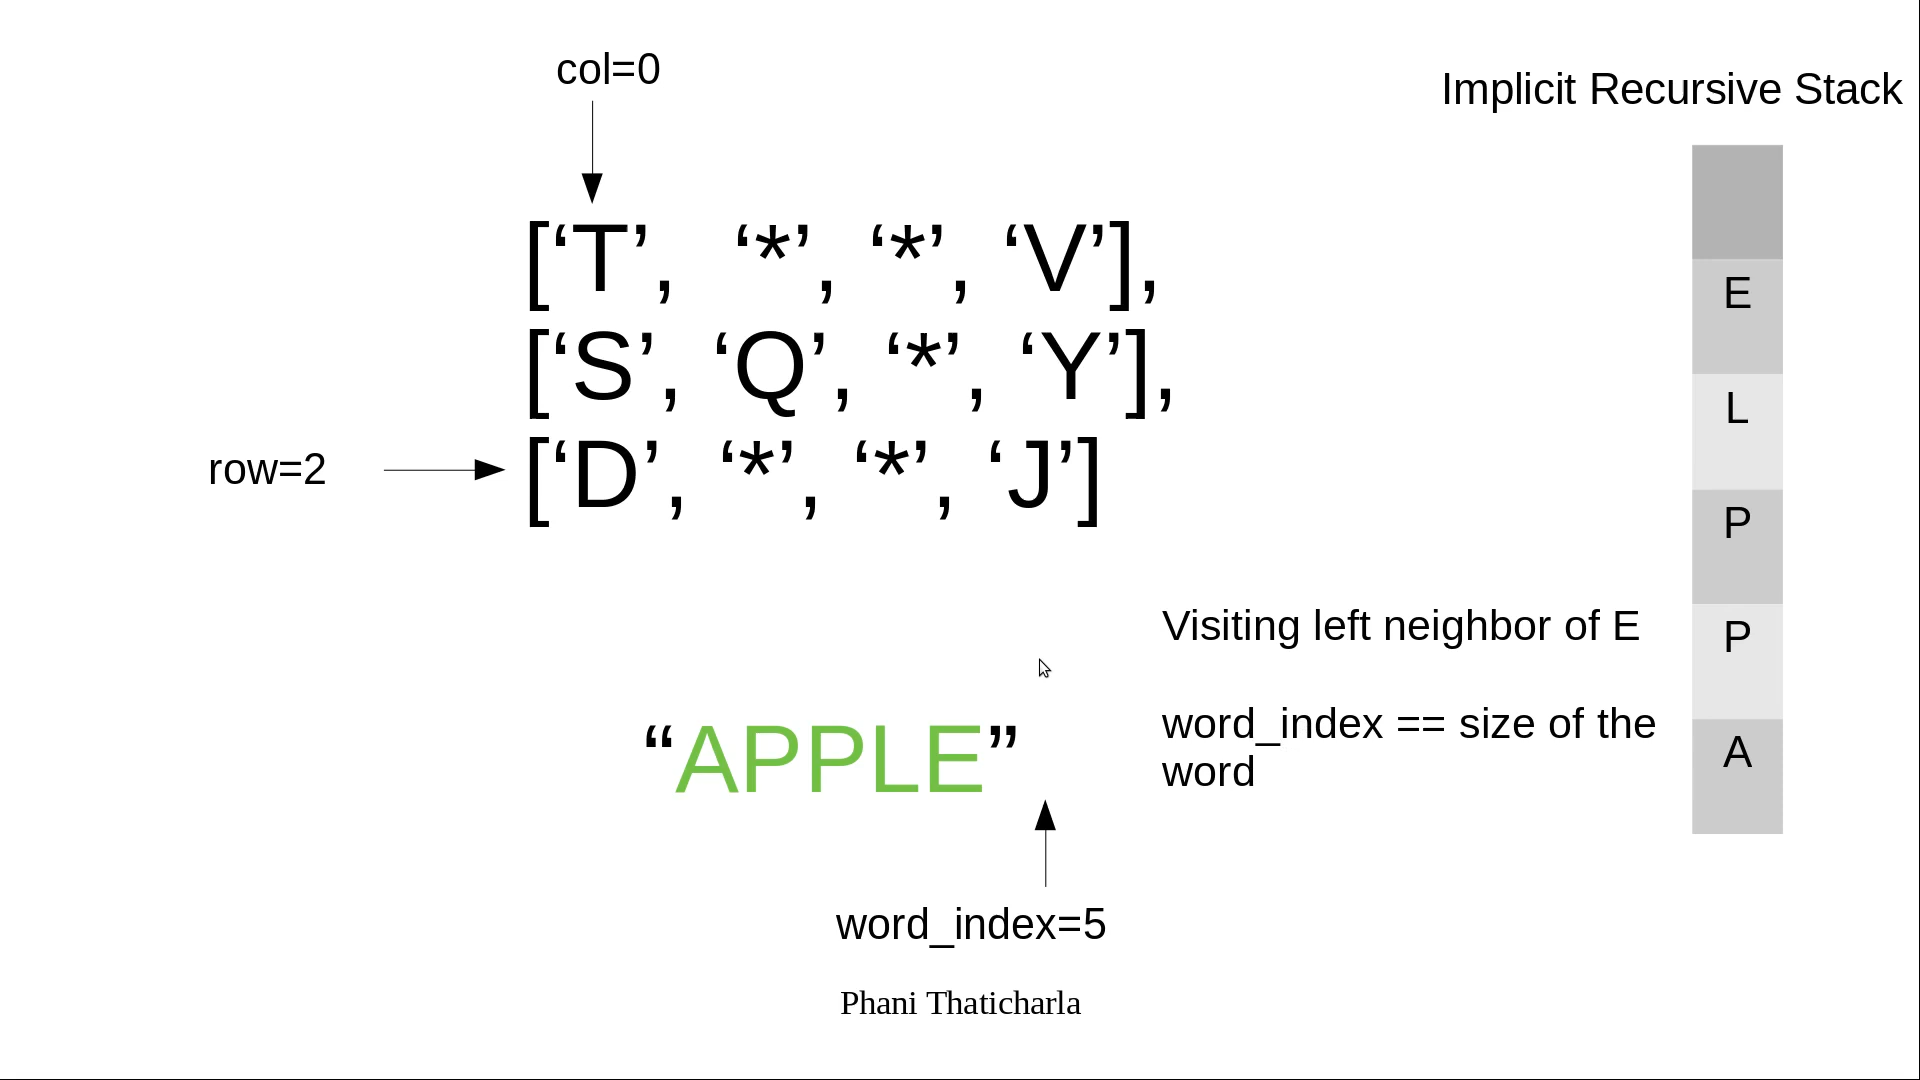 col=0
Implicit Recursive Stack
[‘T’, ‘*’, ‘*’, ‘V’],
[‘S’, ‘Q’, ‘*’, ‘Y’],
row=2
[‘D’, ‘*’, ‘*’, ‘J’]
E
L
P
P
A
Visiting left neighbor of E
word_index == size of the
word
“APPLE”
word_index=5
Phani Thaticharla